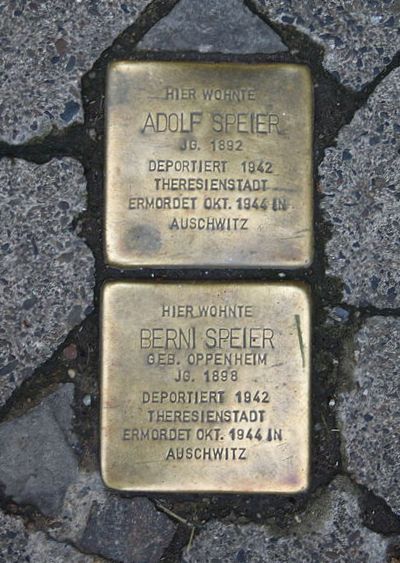 HIER WOHNTE
ADOLF SPEIER
JG. 1892
DEPORTIERT 1942
THERESIENSTADT
ERMORDET OKT. 1944 IN
AUSCHWITZ
HIER WOHNTE
BERNI SPEIER
GEB. OPPENHEIM
JG. 1898
DEPORTIERT 1942
THERESIENSTADT
ERMORDET OKT. 1944 IN
AUSCHWITZ